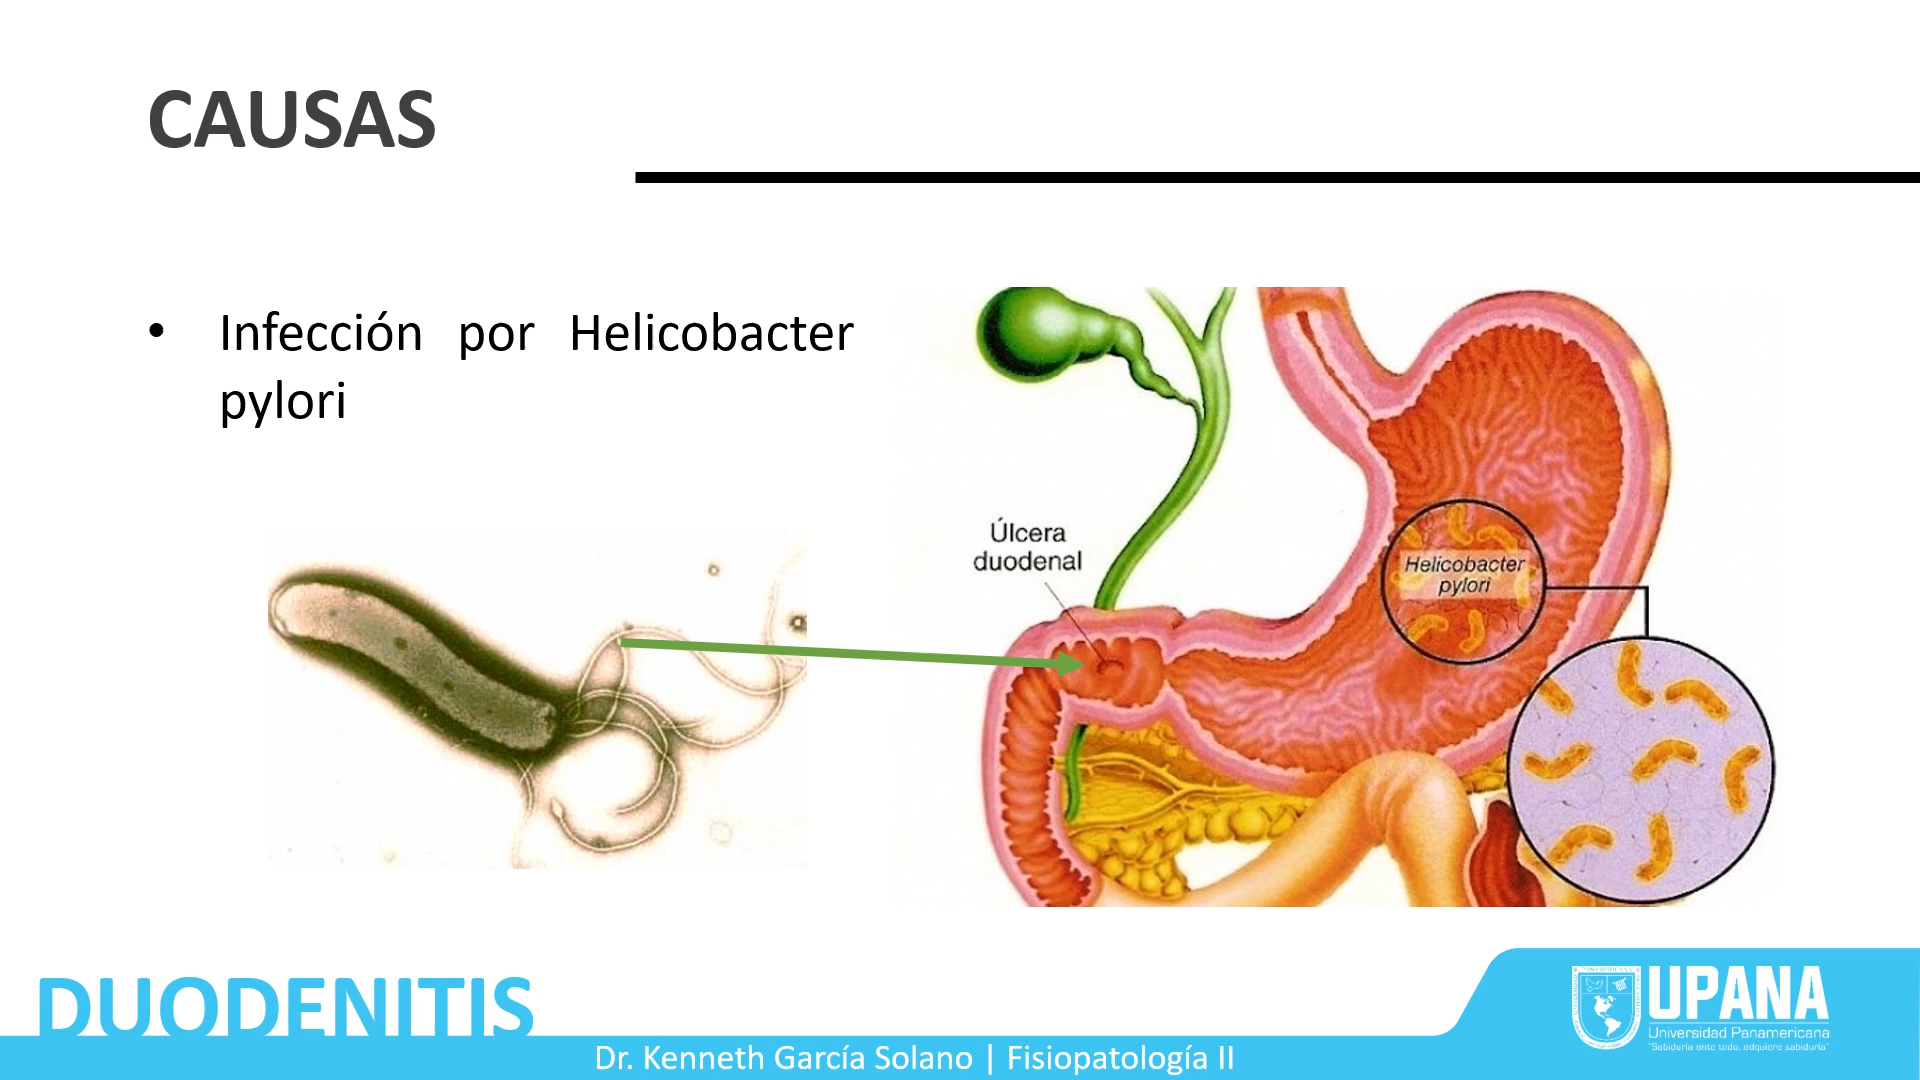 CAUSAS
• Infección por Helicobacter
pylori
Úlcera
duodenal
Helicobacter
pylori
DUODENITIS
Dr. Kenneth García Solano | Fisiopatología II
UPANA
Universidad Panamericana
"Sabiduría ante todo, adquiere sabiduría"